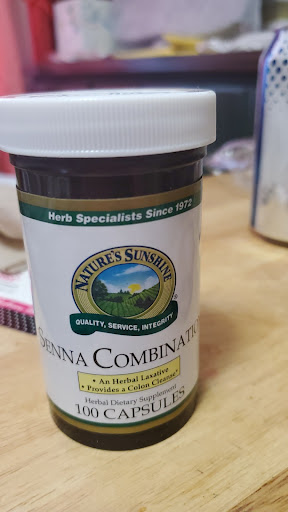 Herb Specialists Since 1972
NATURE'S SUNSHINE
®
QUALITY, SERVICE, INTEGRITY
SENNA COMBINATIO
• An Herbal Laxative
• Provides a Colon Cleanse*
Herbal Dietary Supplement
100 CAPSULES